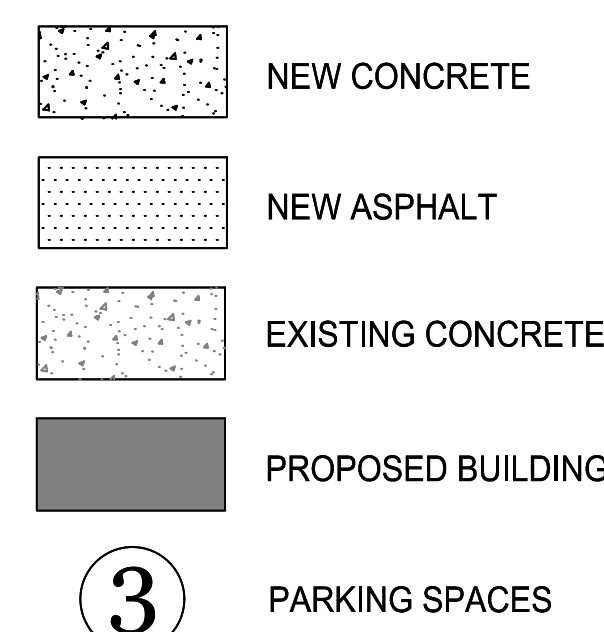 NEW CONCRETE
NEW ASPHALT
EXISTING CONCRETE
PROPOSED BUILDING
3 PARKING SPACES